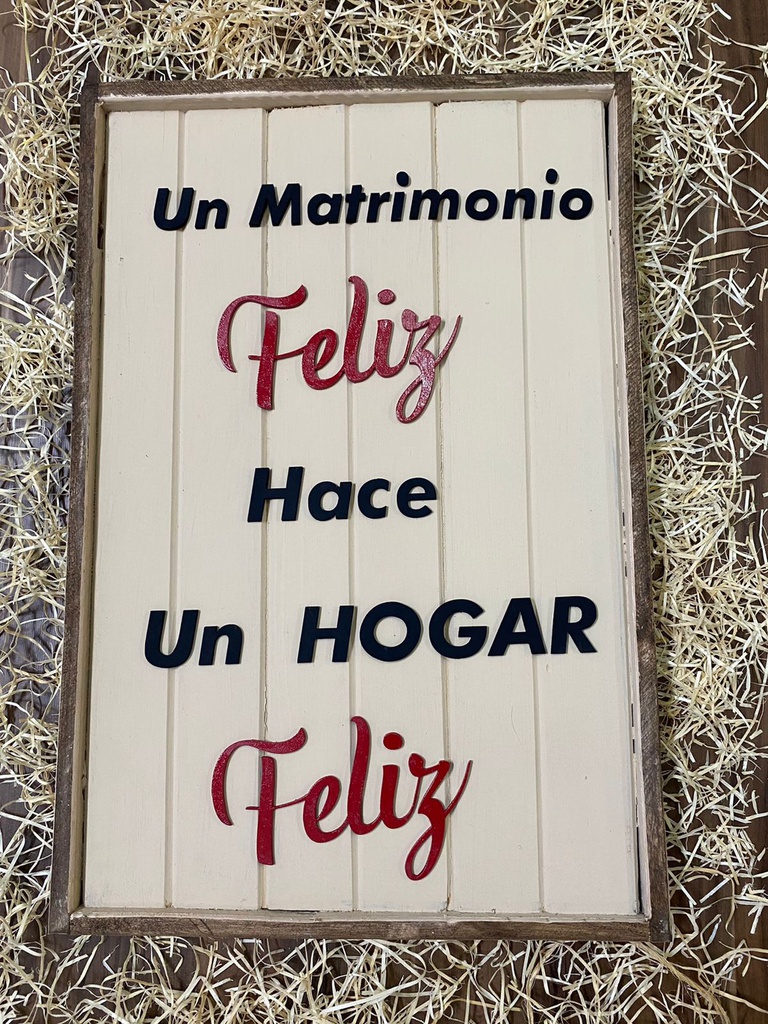 Un Matrimonio
Feliz
Hace
Un HOGAR
Feliz